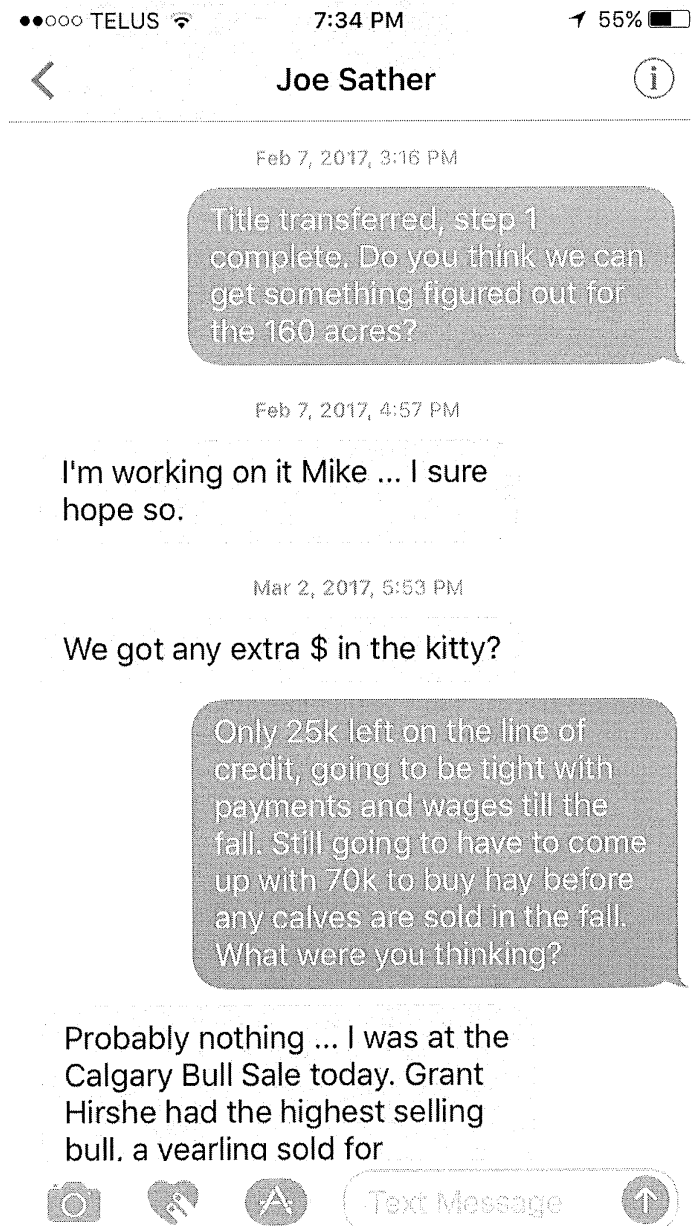 TELUS 7:34 PM 55%
Joe Sather
Feb 7, 2017, 3:16 PM
Title transferred, step 1
complete. Do you think we can
get something figured out for
the 160 acres?
Feb 7, 2017, 4:57 PM
I'm working on it Mike ... I sure
hope so.
Mar 2, 2017, 5:53 PM
We got any extra $ in the kitty?
Only 25k left on the line of
credit, going to be tight with
payments and wages till the
fall. Still going to have to come
up with 70k to buy hay before
any calves are sold in the fall.
What were you thinking?
Probably nothing ... I was at the
Calgary Bull Sale today. Grant
Hirshe had the highest selling
bull, a yearling sold for
Text Message